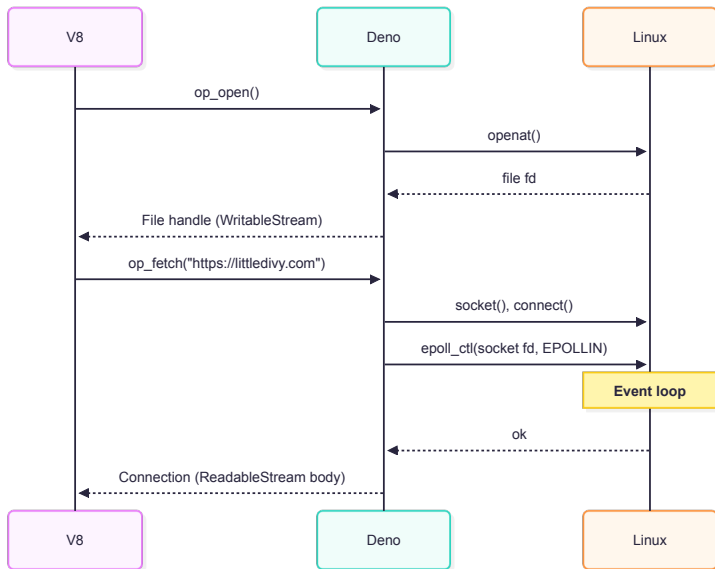 V8
Deno
Linux
op_open()
openat()
file fd
File handle (WritableStream)
op_fetch("https://littledivy.com")
socket(), connect()
epoll_ctl(socket fd, EPOLLIN)
Event loop
ok
Connection (ReadableStream body)
V8
Deno
Linux